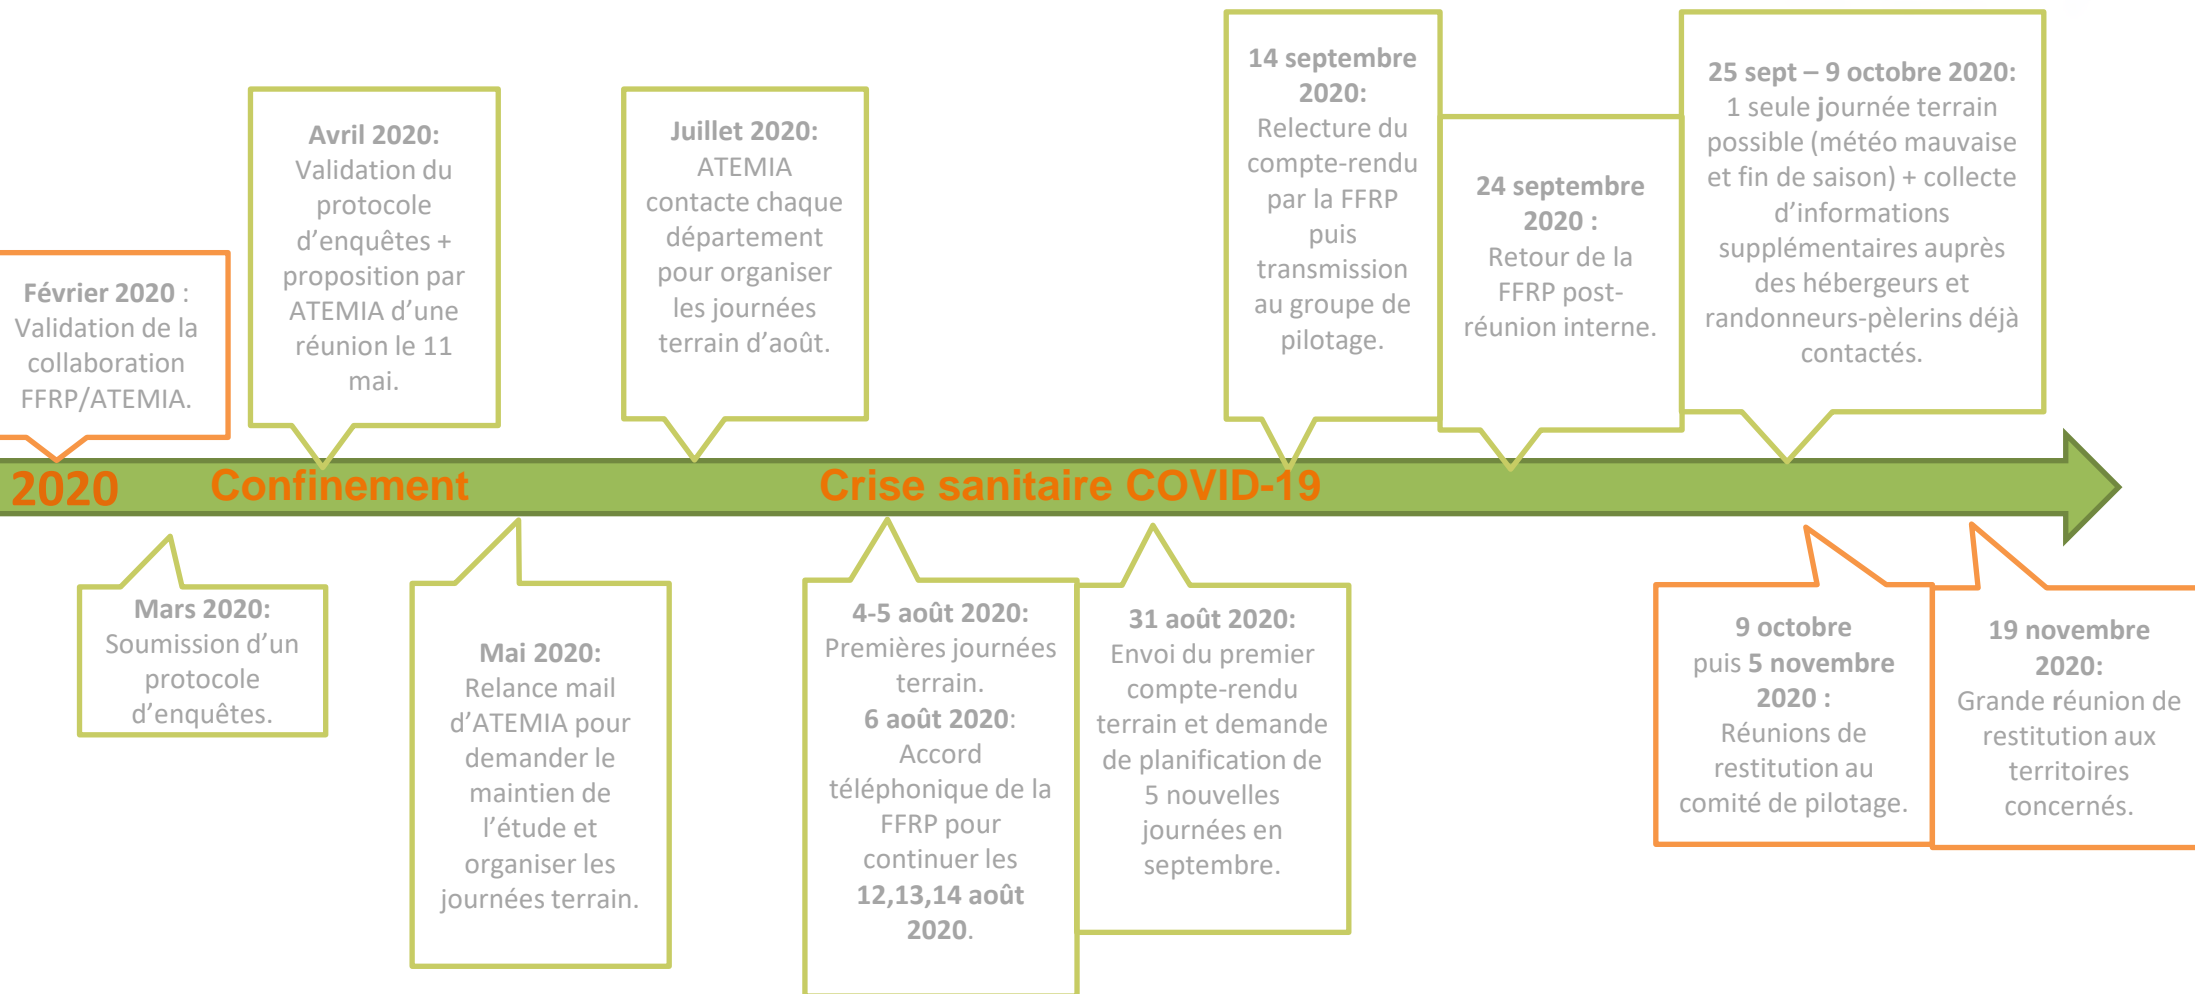 Février 2020 :
Validation de la
collaboration
FFRP/ATEMIA.
Avril 2020:
Validation du
protocole
d’enquêtes +
proposition par
ATEMIA d’une
réunion le 11
mai.
Juillet 2020:
ATEMIA
contacte chaque
département
pour organiser
les journées
terrain d’août.
14 septembre
2020:
Relecture du
compte-rendu
par la FFRP
puis
transmission
au groupe de
pilotage.
24 septembre
2020 :
Retour de la
FFRP post-
réunion interne.
25 sept – 9 octobre 2020:
1 seule journée terrain
possible (météo mauvaise
et fin de saison) + collecte
d’informations
supplémentaires auprès
des hébergeurs et
randonneurs-pèlerins déjà
contactés.
2020
Confinement
Crise sanitaire COVID-19
Mars 2020:
Soumission d’un
protocole
d’enquêtes.
Mai 2020:
Relance mail
d’ATEMIA pour
demander le
maintien de
l’étude et
organiser les
journées terrain.
4-5 août 2020:
Premières journées
terrain.
6 août 2020:
Accord
téléphonique de la
FFRP pour
continuer les
12,13,14 août
2020.
31 août 2020:
Envoi du premier
compte-rendu
terrain et demande
de planification de
5 nouvelles
journées en
septembre.
9 octobre
puis 5 novembre
2020 :
Réunions de
restitution au
comité de pilotage.
19 novembre
2020:
Grande réunion de
restitution aux
territoires
concernés.